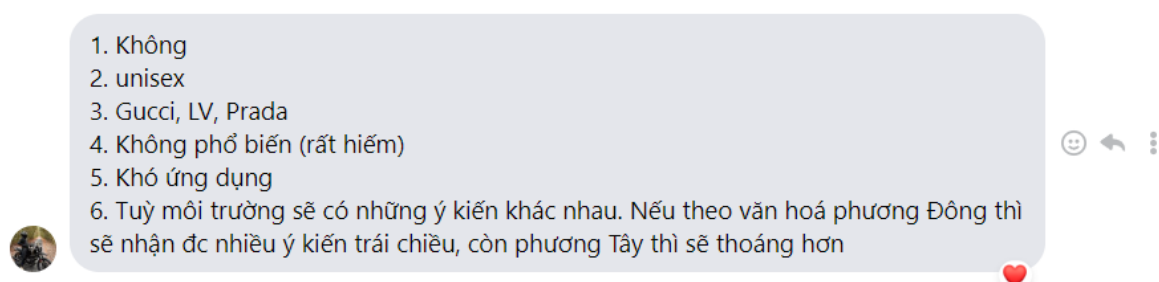 1. Không
2. unisex
3. Gucci, LV, Prada
4. Không phổ biến (rất hiếm)
5. Khó ứng dụng
6. Tuỳ môi trường sẽ có những ý kiến khác nhau. Nếu theo văn hoá phương Đông thì
sẽ nhận đc nhiều ý kiến trái chiều, còn phương Tây thì sẽ thoáng hơn